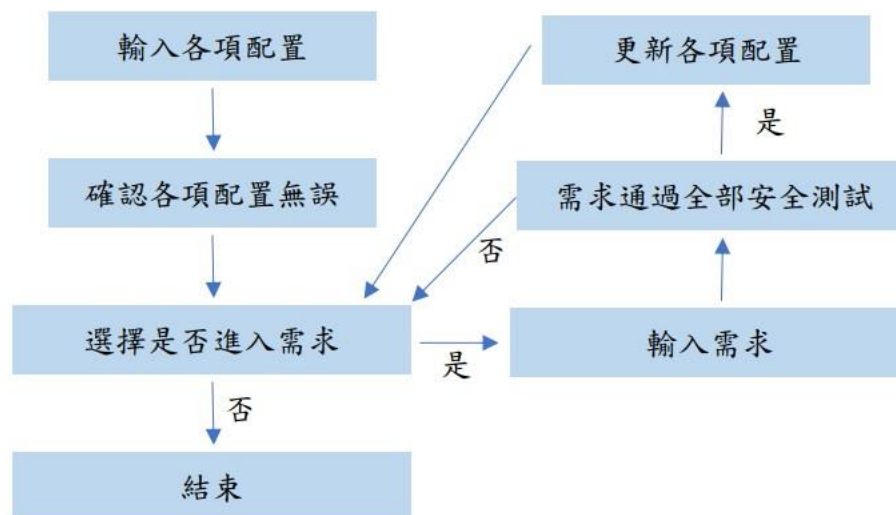 輸入各項配置
更新各項配置
是
確認各項配置無誤
需求通過全部安全測試
否
選擇是否進入需求
是
輸入需求
否
結束